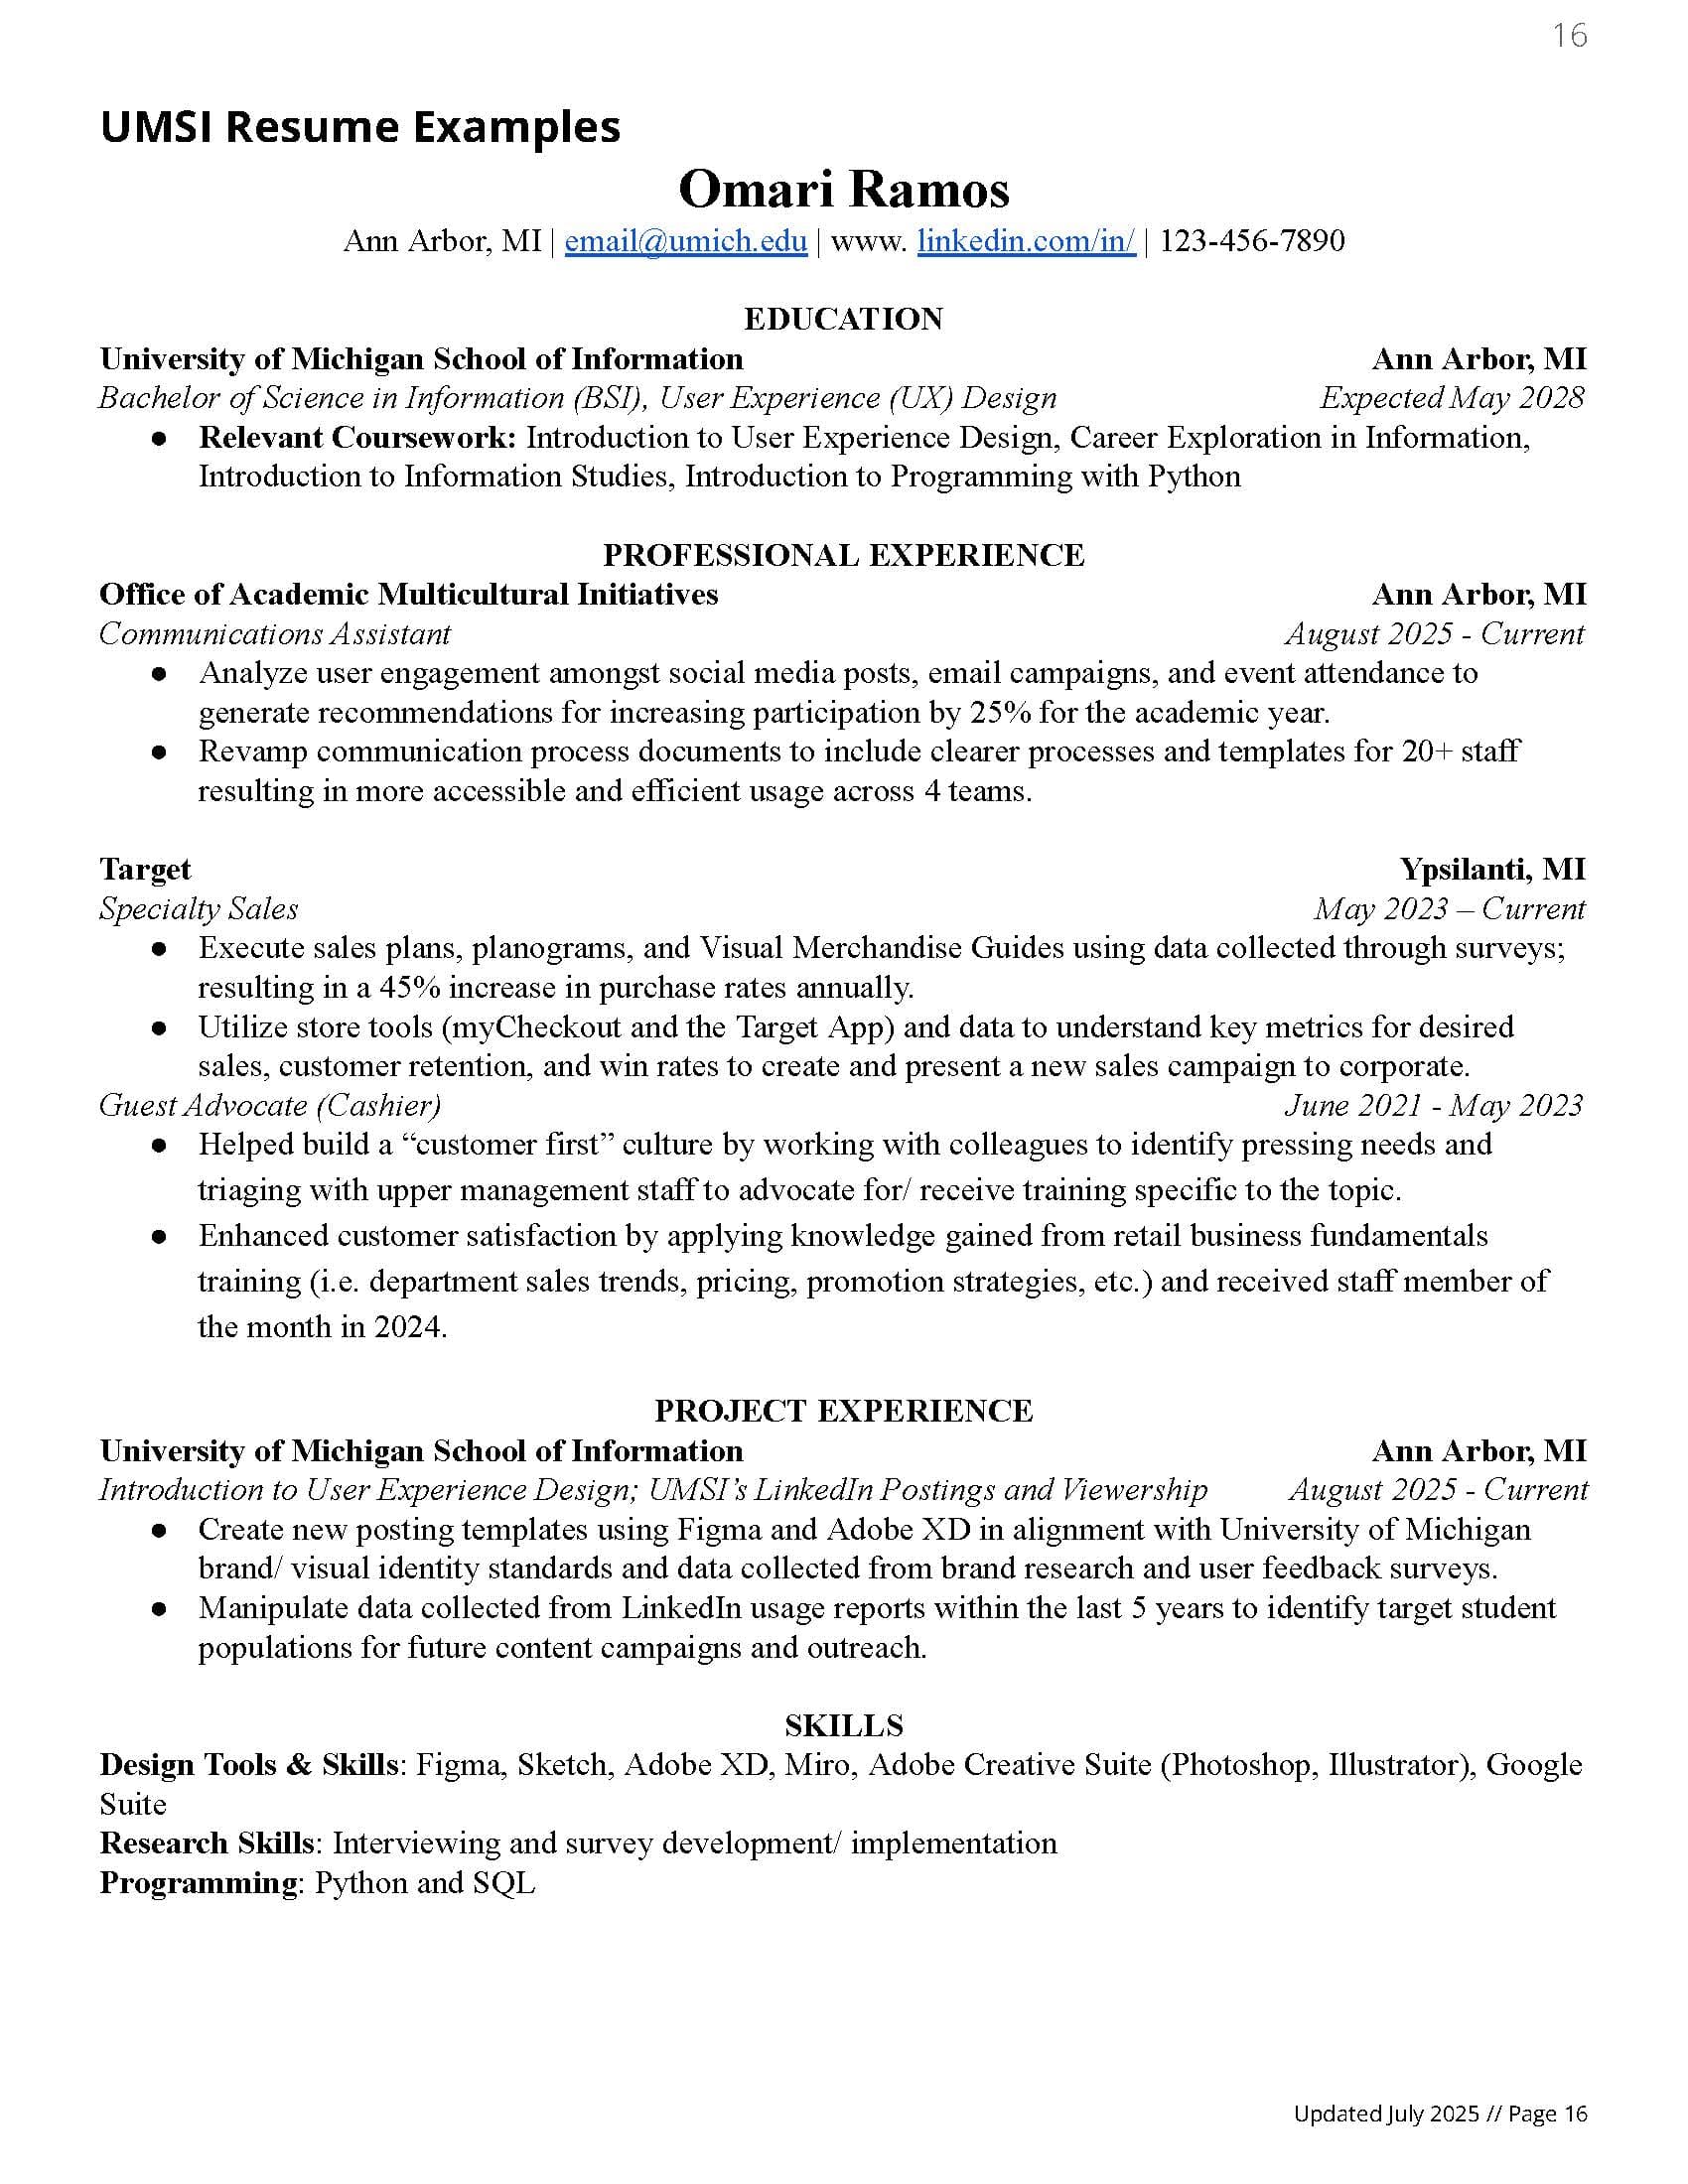 16
UMSI Resume Examples
Omari Ramos
Ann Arbor, MI | email@umich.edu | www. linkedin.com/in/ | 123-456-7890
EDUCATION
University of Michigan School of Information Ann Arbor, MI
Bachelor of Science in Information (BSI), User Experience (UX) Design Expected May 2028
● Relevant Coursework: Introduction to User Experience Design, Career Exploration in Information,
Introduction to Information Studies, Introduction to Programming with Python
PROFESSIONAL EXPERIENCE
Office of Academic Multicultural Initiatives Ann Arbor, MI
Communications Assistant August 2025 - Current
● Analyze user engagement amongst social media posts, email campaigns, and event attendance to
generate recommendations for increasing participation by 25% for the academic year.
● Revamp communication process documents to include clearer processes and templates for 20+ staff
resulting in more accessible and efficient usage across 4 teams.
Target Ypsilanti, MI
Specialty Sales May 2023 – Current
● Execute sales plans, planograms, and Visual Merchandise Guides using data collected through surveys;
resulting in a 45% increase in purchase rates annually.
● Utilize store tools (myCheckout and the Target App) and data to understand key metrics for desired
sales, customer retention, and win rates to create and present a new sales campaign to corporate.
Guest Advocate (Cashier) June 2021 - May 2023
● Helped build a “customer first” culture by working with colleagues to identify pressing needs and
triaging with upper management staff to advocate for/ receive training specific to the topic.
● Enhanced customer satisfaction by applying knowledge gained from retail business fundamentals
training (i.e. department sales trends, pricing, promotion strategies, etc.) and received staff member of
the month in 2024.
PROJECT EXPERIENCE
University of Michigan School of Information Ann Arbor, MI
Introduction to User Experience Design; UMSI’s LinkedIn Postings and Viewership August 2025 - Current
● Create new posting templates using Figma and Adobe XD in alignment with University of Michigan
brand/ visual identity standards and data collected from brand research and user feedback surveys.
● Manipulate data collected from LinkedIn usage reports within the last 5 years to identify target student
populations for future content campaigns and outreach.
SKILLS
Design Tools & Skills: Figma, Sketch, Adobe XD, Miro, Adobe Creative Suite (Photoshop, Illustrator), Google
Suite
Research Skills: Interviewing and survey development/ implementation
Programming: Python and SQL
Updated July 2025 // Page 16